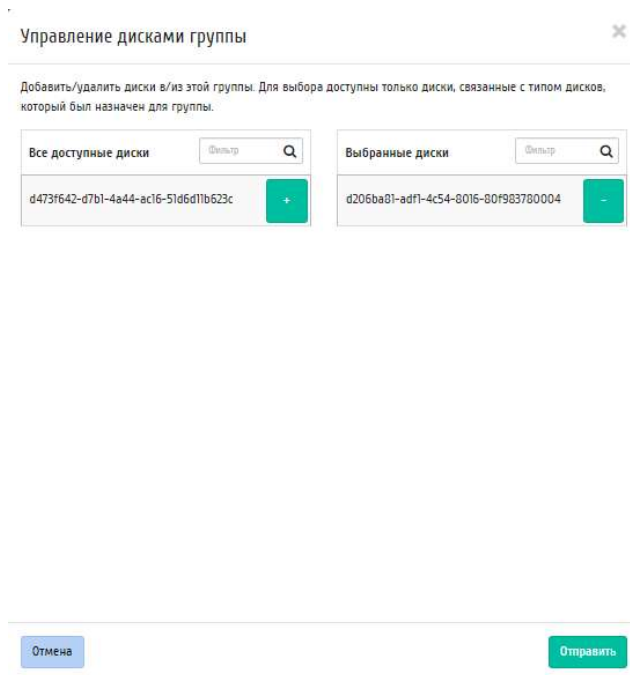 Управление дисками группы
×
Добавить/удалить диски в/из этой группы. Для выбора доступны только диски, связанные с типом дисков,
который был назначен для группы.
Все доступные диски Фильтр
Выбранные диски Фильтр
d473f642-d7b1-4a44-ac16-51d6d11b623c +
d206ba81-adf1-4c54-8016-80f983780004 -
Отмена
Отправить